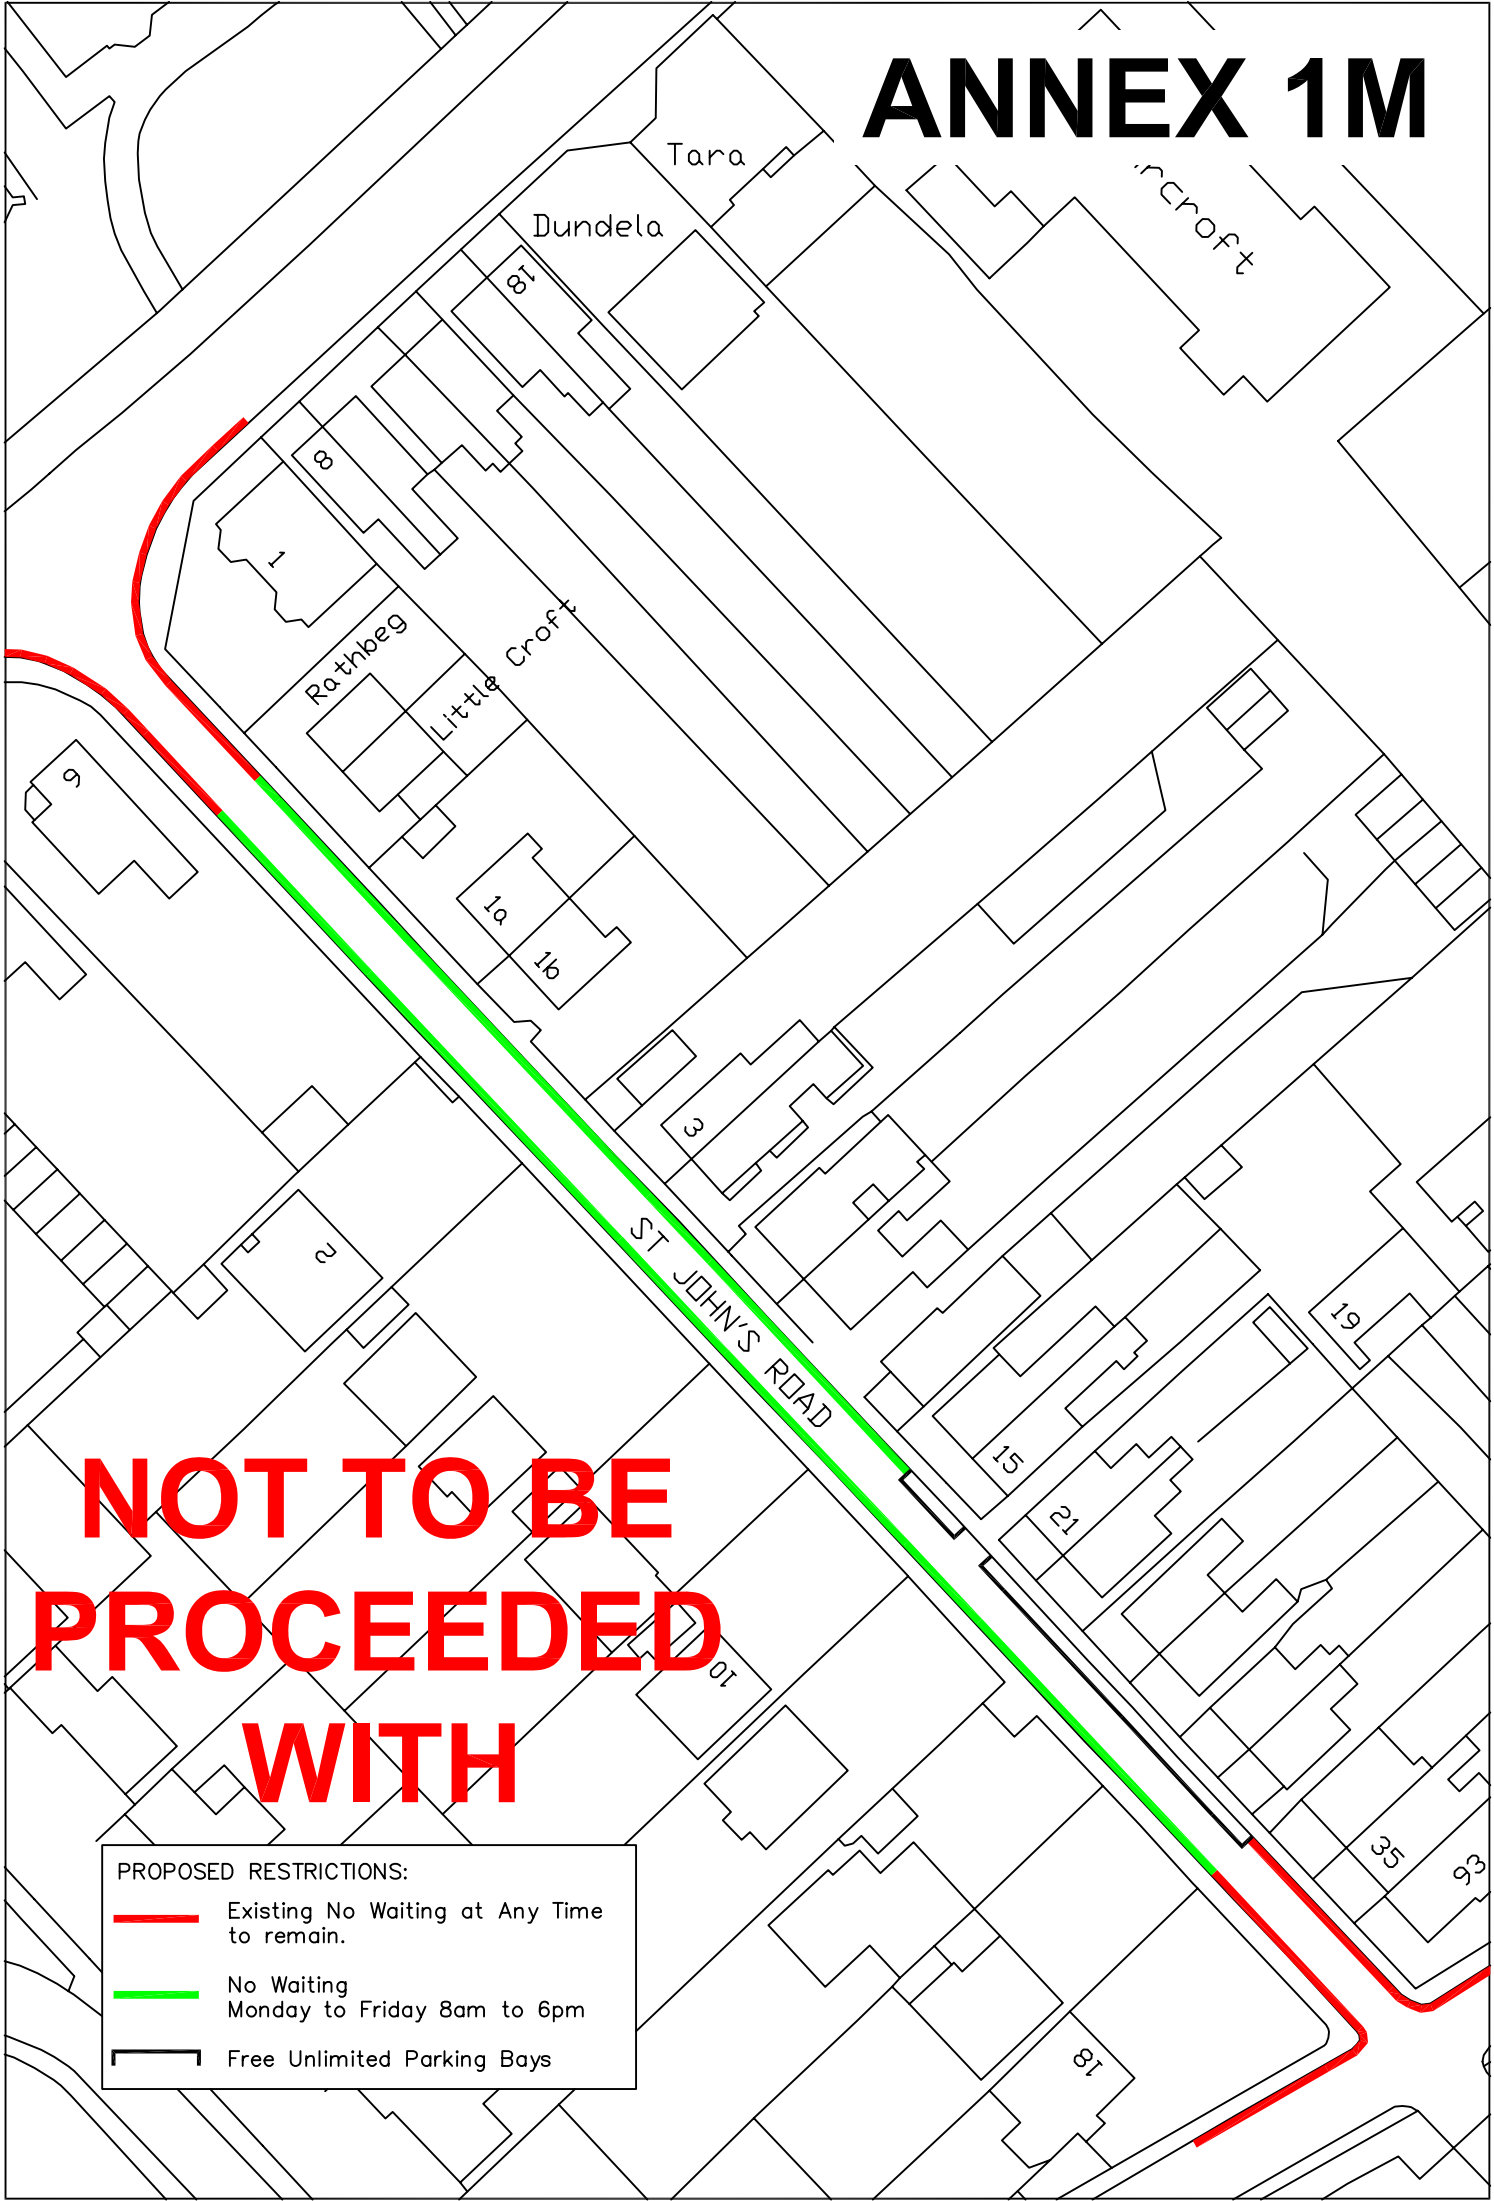 ANNEX 1M
Tara
Dundela
rcroft
18
8
1
Rathbeg
Little Croft
9
1a
1b
3
2
ST JOHN'S ROAD
19
15
21
NOT TO BE
PROCEEDED
WITH
10
35
93
18
PROPOSED RESTRICTIONS:
Existing No Waiting at Any Time
to remain.
No Waiting
Monday to Friday 8am to 6pm
Free Unlimited Parking Bays